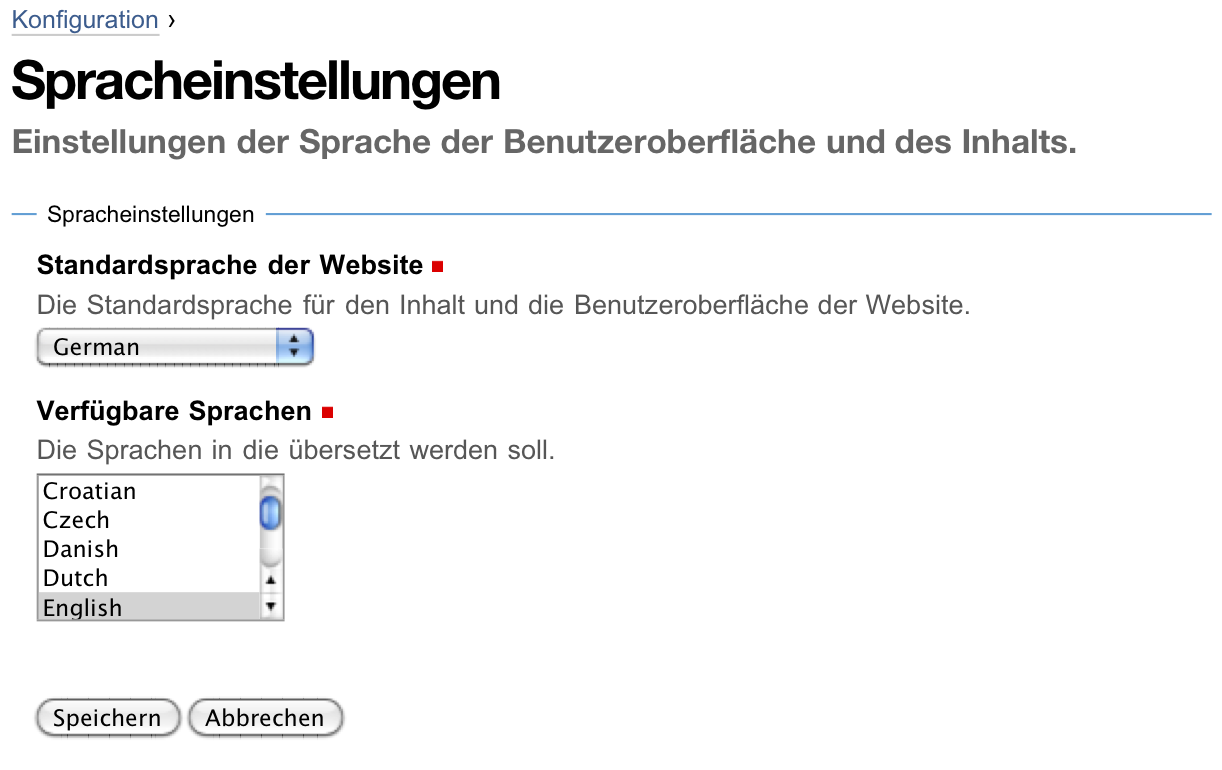 Konfiguration ›
Spracheinstellungen
Einstellungen der Sprache der Benutzeroberfläche und des Inhalts.
Spracheinstellungen
Standardsprache der Website
Die Standardsprache für den Inhalt und die Benutzeroberfläche der Website.
German
Verfügbare Sprachen
Die Sprachen in die übersetzt werden soll.
Croatian
Czech
Danish
Dutch
English
Speichern Abbrechen